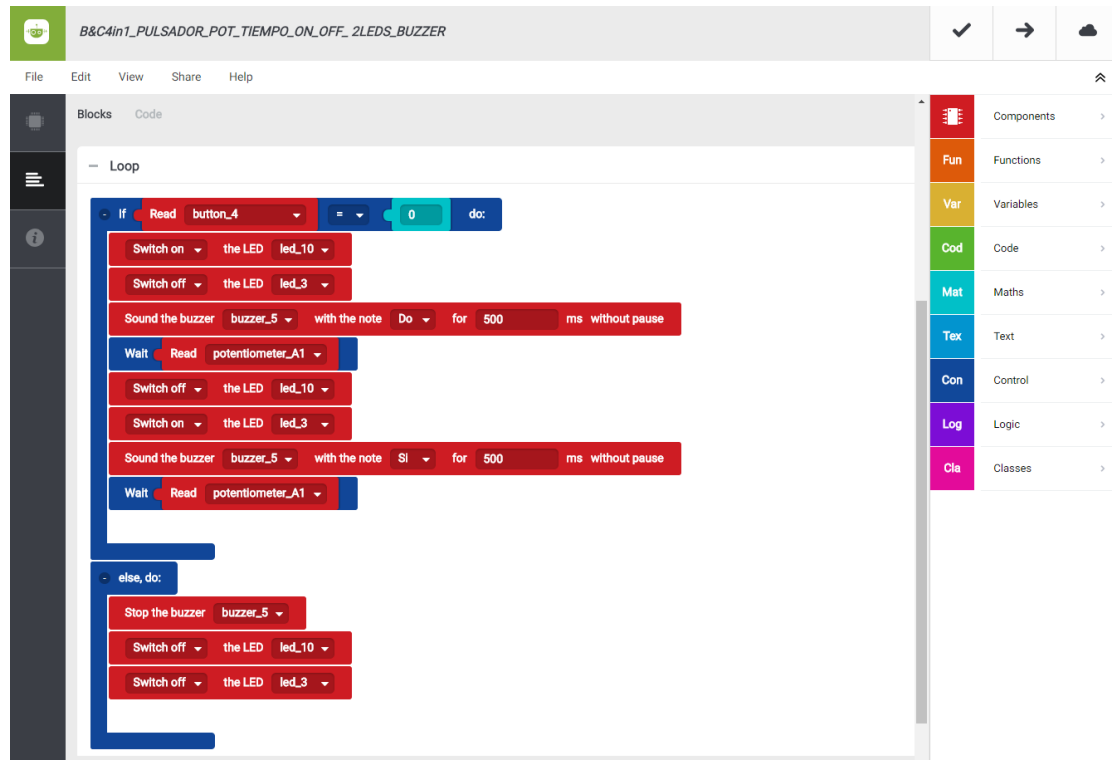 B&C4in1_PULSADOR_POT_TIEMPO_ON_OFF_ 2LEDS_BUZZER
File Edit View Share Help
Blocks Code
Loop
If Read button_4 = 0 do:
Switch on the LED led_10
Switch off the LED led_3
Sound the buzzer buzzer_5 with the note Do for 500 ms without pause
Wait Read potentiometer_A1
Switch off the LED led_10
Switch on the LED led_3
Sound the buzzer buzzer_5 with the note SI for 500 ms without pause
Wait Read potentiometer_A1
else, do:
Stop the buzzer buzzer_5
Switch off the LED led_10
Switch off the LED led_3
Components
Fun Functions
Var Variables
Cod Code
Mat Maths
Tex Text
Con Control
Log Logic
Cla Classes